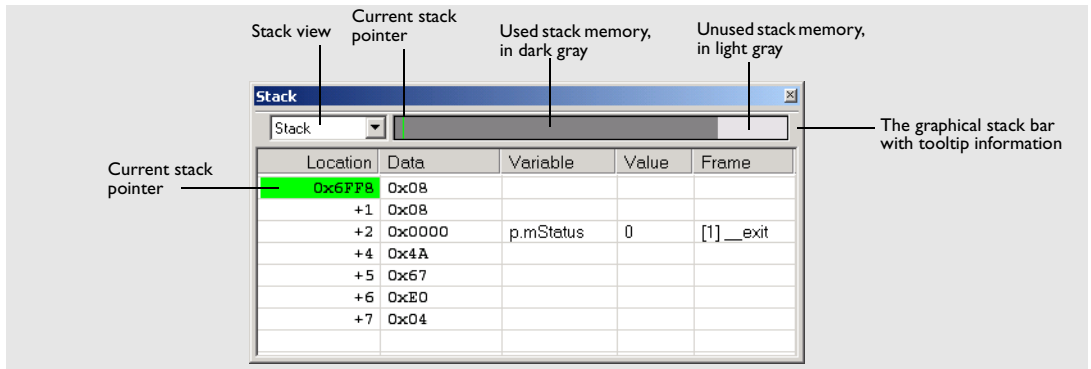 Stack view
Current stack
pointer
Used stack memory,
in dark gray
Unused stack memory,
in light gray
Stack
Stack
The graphical stack bar
with tooltip information
Current stack
pointer
Location Data Variable Value Frame
0x6FF8 0x08
+1 0x08
+2 0x0000 p.mStatus 0 [1] __exit
+4 0x4A
+5 0x67
+6 0xE0
+7 0x04